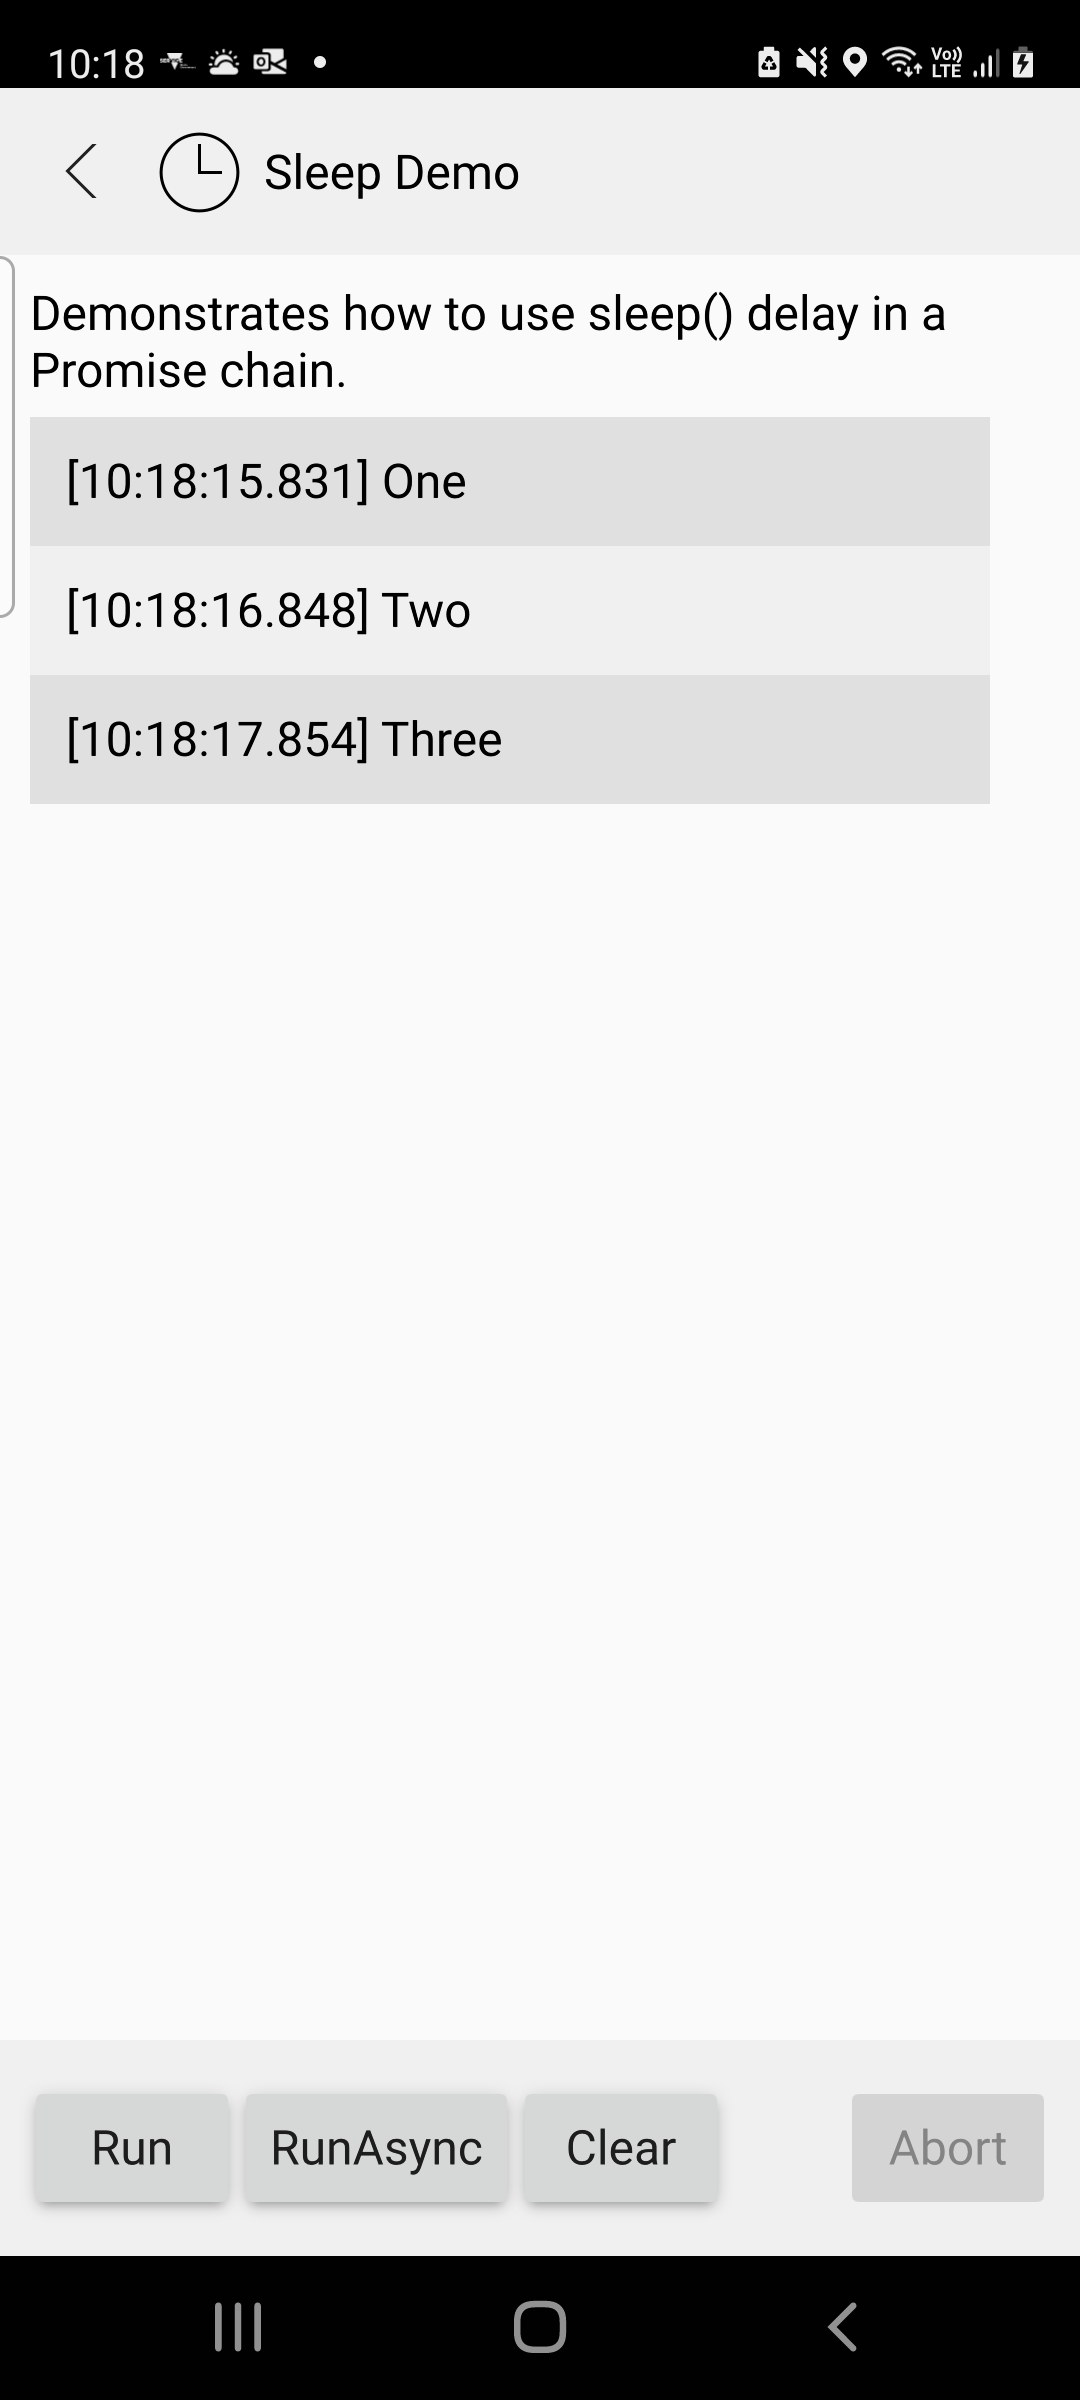 10:18
Vo))
LTE
Sleep Demo
Demonstrates how to use sleep() delay in a
Promise chain.
[10:18:15.831] One
[10:18:16.848] Two
[10:18:17.854] Three
Run RunAsync Clear Abort